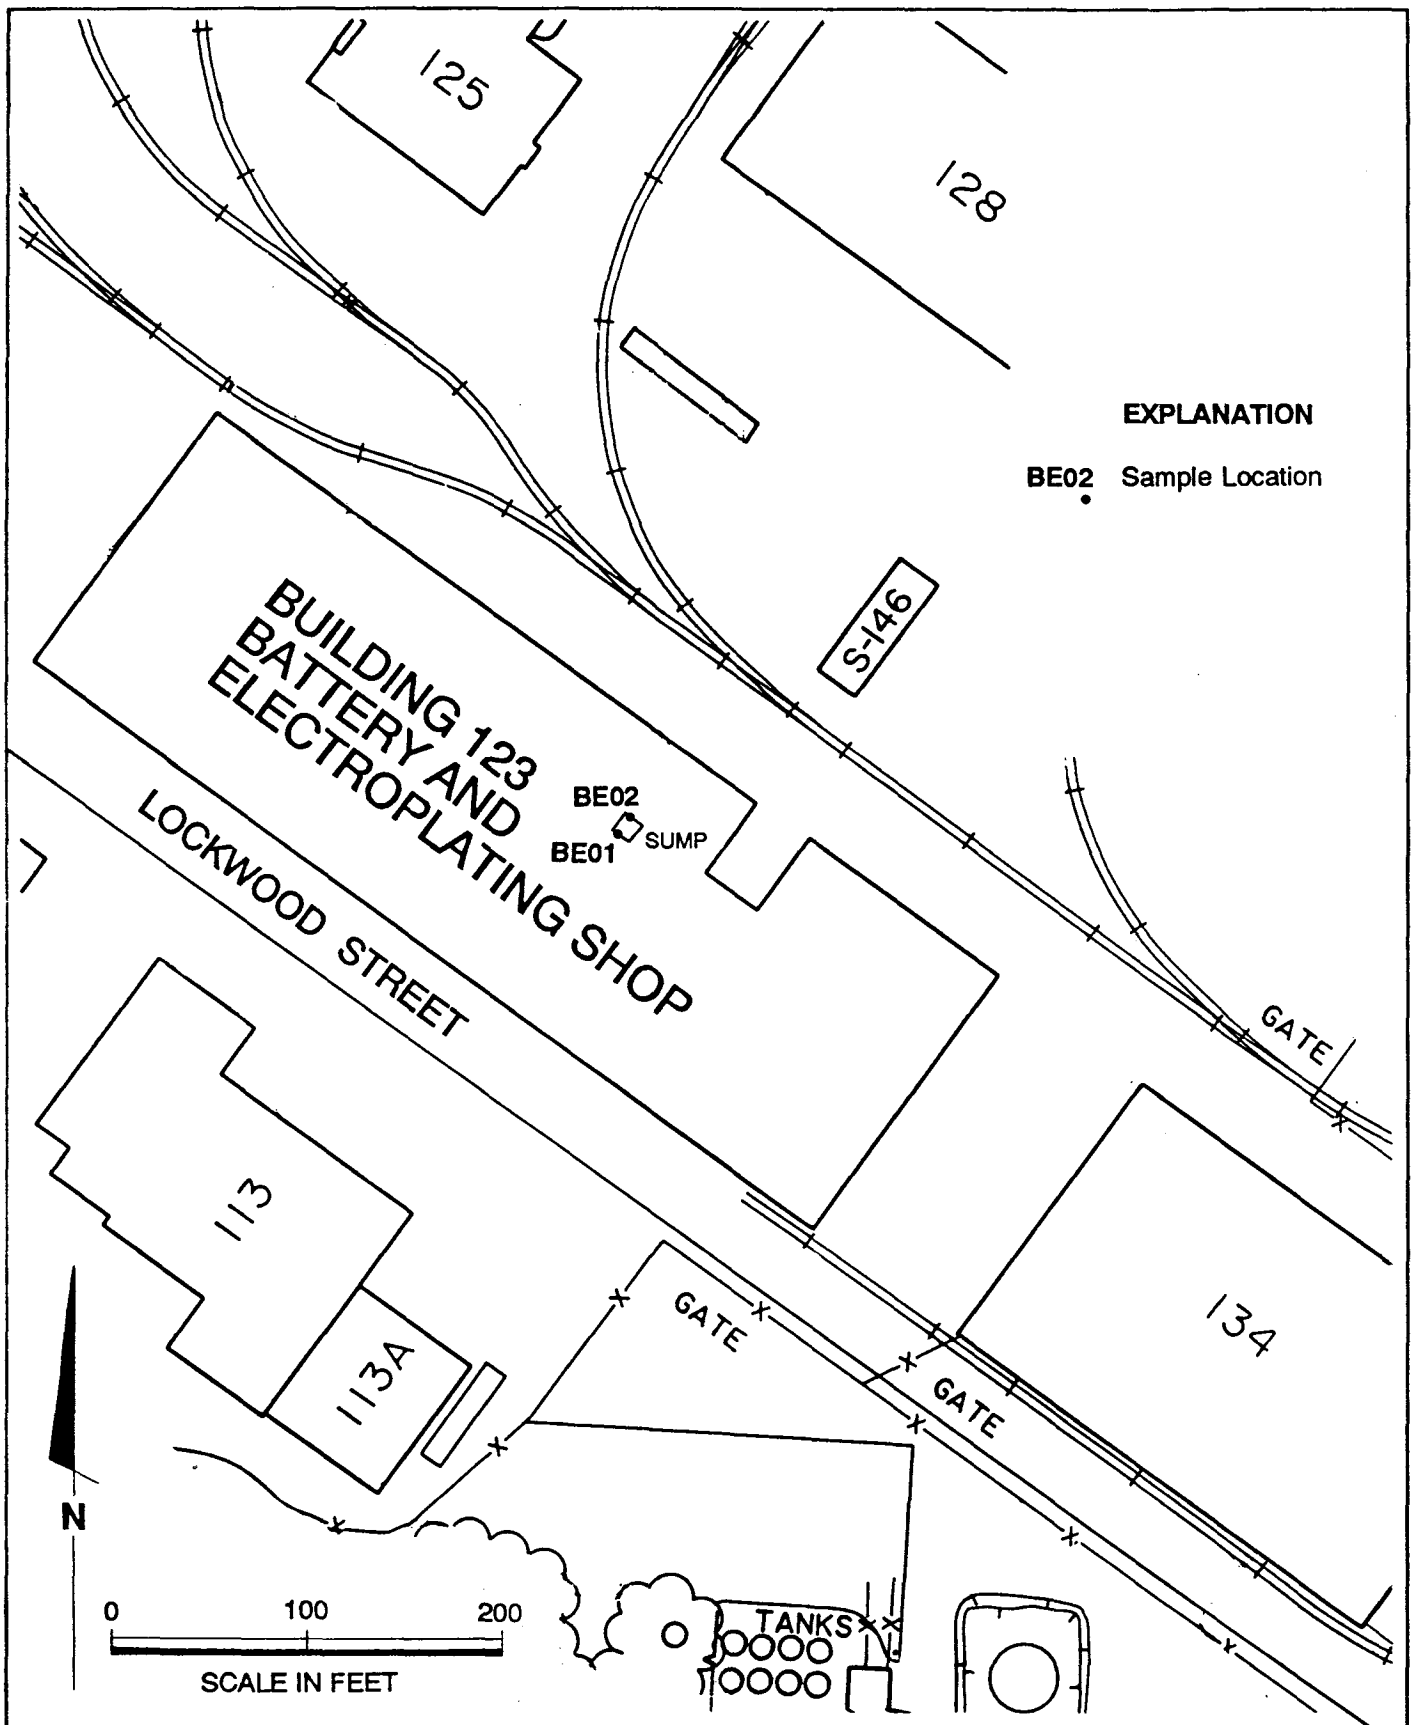 125
128
EXPLANATION
BE02 Sample Location
S-146
BUILDING 123
BATTERY AND
ELECTROPLATING SHOP
BE02
BE01
SUMP
LOCKWOOD STREET
GATE
113
GATE
134
113A
GATE
N
0 100 200
SCALE IN FEET
TANKS